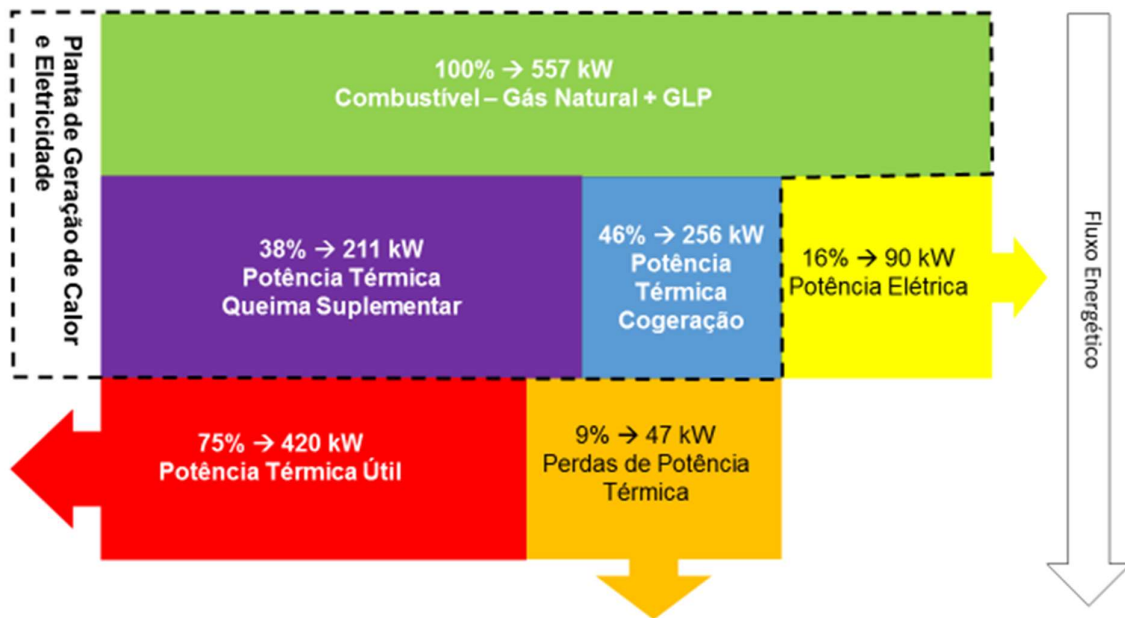 Planta de Geração de Calor
e Eletricidade
100% → 557 kW
Combustível – Gás Natural + GLP
38% → 211 kW
Potência Térmica
Queima Suplementar
46% → 256 kW
Potência
Térmica
Cogeração
16% → 90 kW
Potência Elétrica
75% → 420 kW
Potência Térmica Útil
9% → 47 kW
Perdas de Potência
Térmica
Fluxo Energético